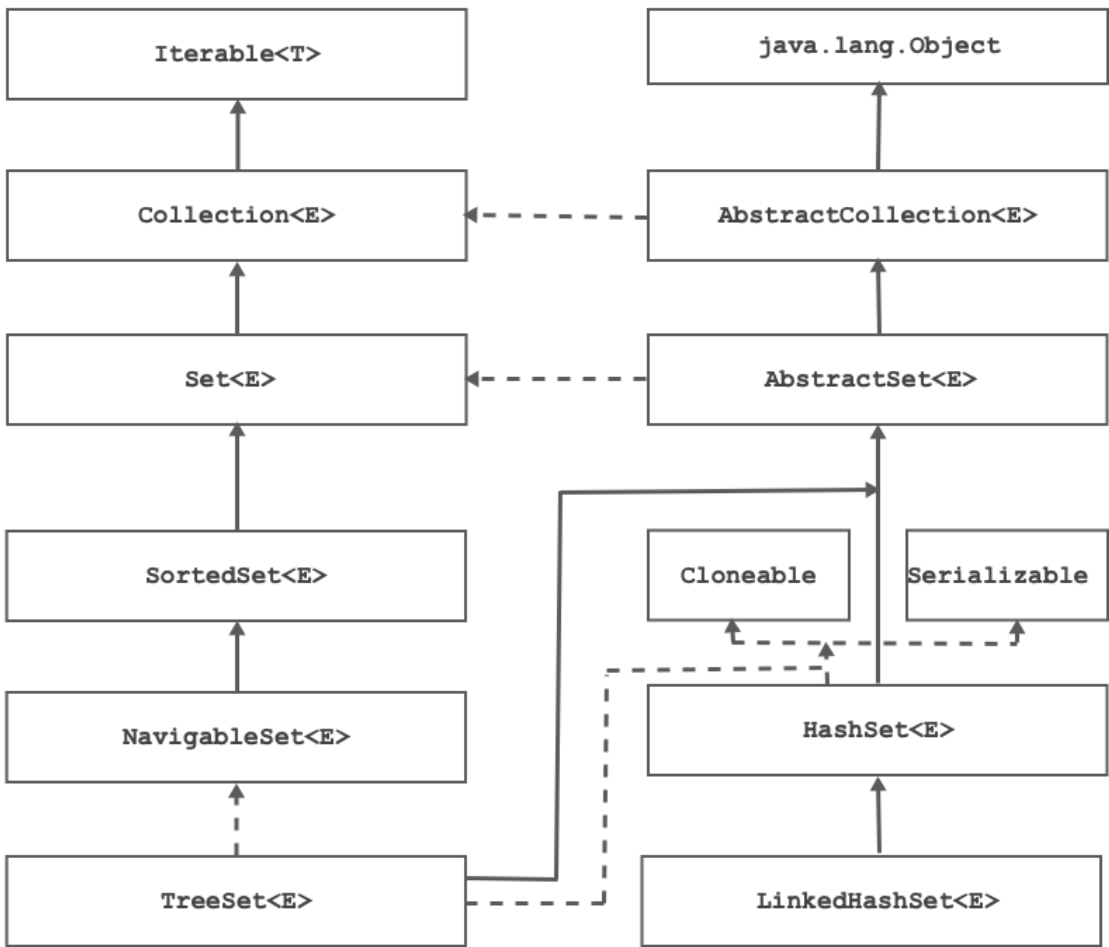 Iterable<T>
java.lang.Object
Collection<E>
AbstractCollection<E>
Set<E>
AbstractSet<E>
SortedSet<E>
Cloneable
Serializable
NavigableSet<E>
HashSet<E>
TreeSet<E>
LinkedHashSet<E>